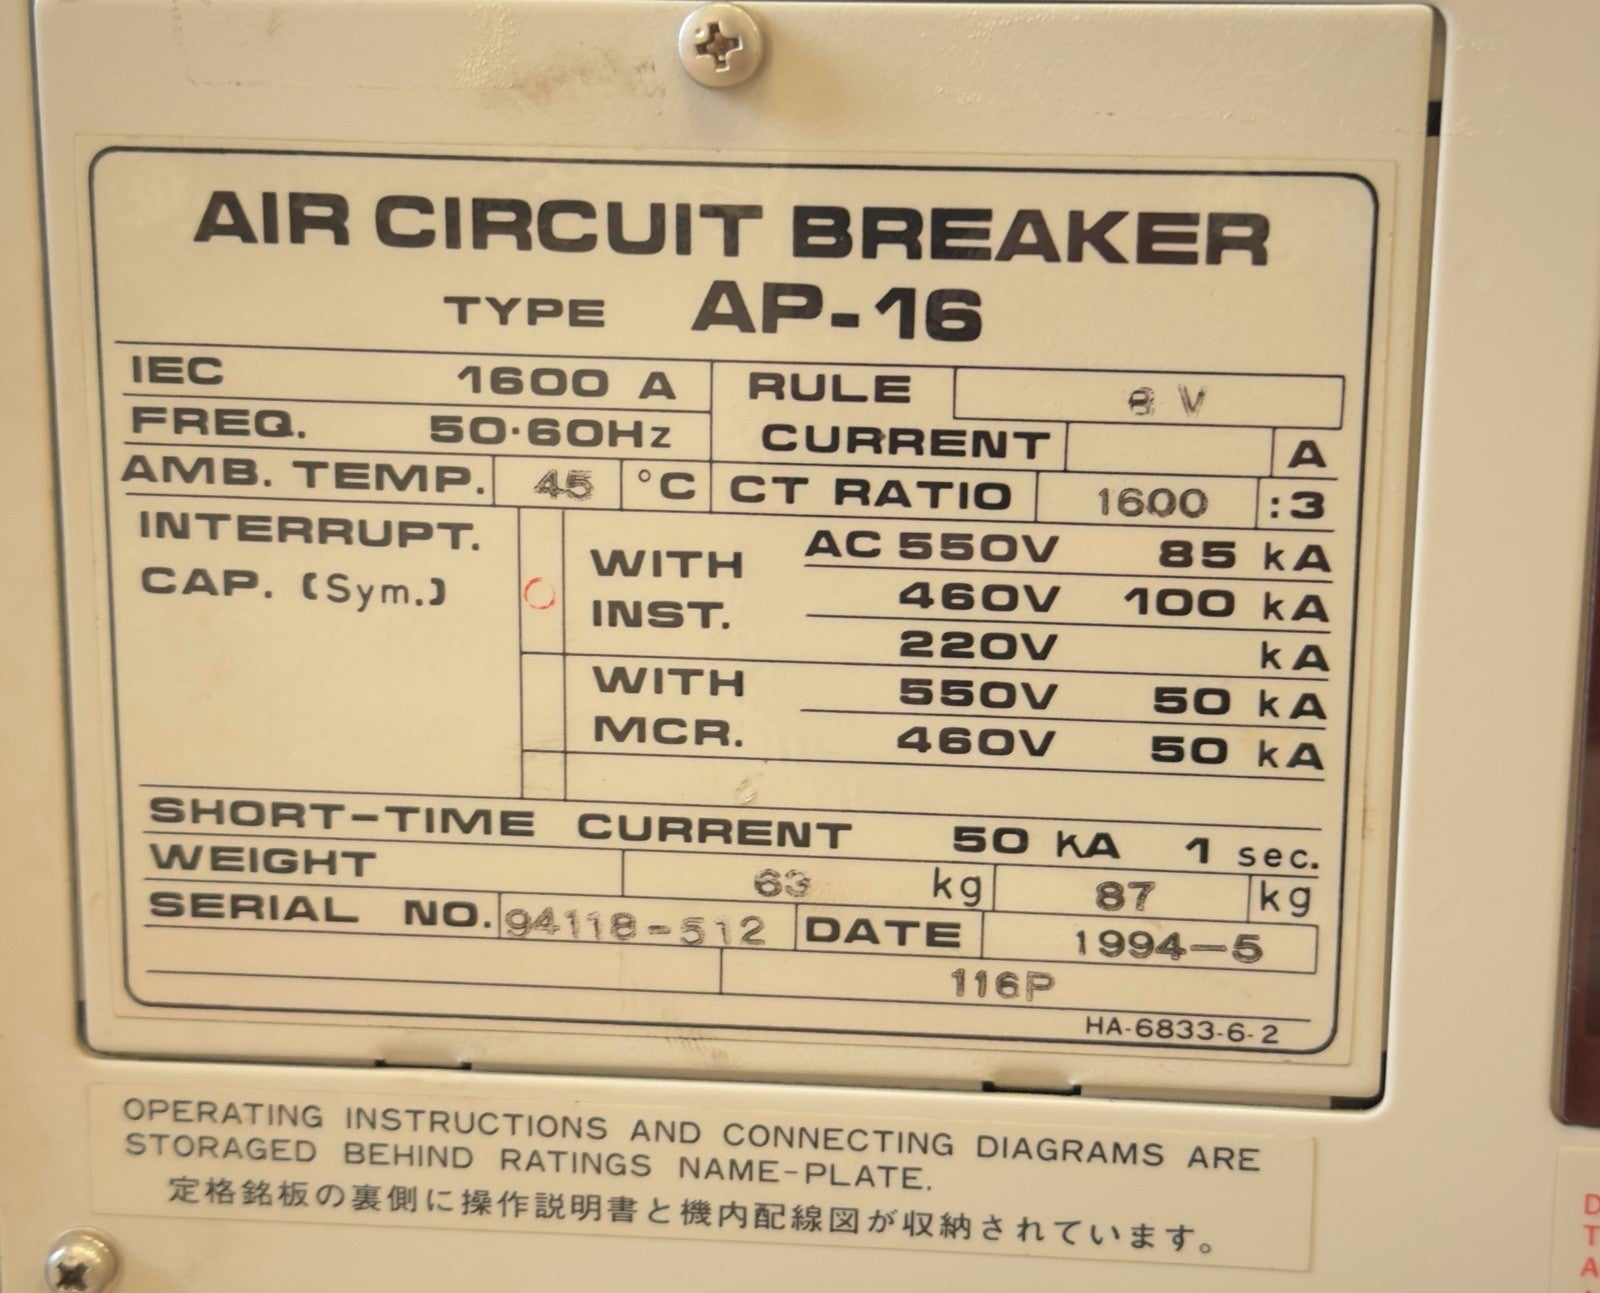 AIR CIRCUIT BREAKER
TYPE AP-16
IEC 1600 A
FREQ. 50·60Hz
AMB. TEMP. 45 °C
RULE
CURRENT A
CT RATIO 1600 :3
INTERRUPT.
CAP. (Sym.)
WITH
INST.
AC 550V 85 kA
460V 100 kA
220V kA
WITH
MCR.
550V 50 kA
460V 50 kA
SHORT-TIME CURRENT 50 KA 1 sec.
WEIGHT 63 kg 87 kg
SERIAL NO. 94118-512 DATE 1994-5
116P
HA-6833-6-2
OPERATING INSTRUCTIONS AND CONNECTING DIAGRAMS ARE
STORAGED BEHIND RATINGS NAME-PLATE.
定格銘板の裏側に操作説明書と機内配線図が収納されています。
D
T
A